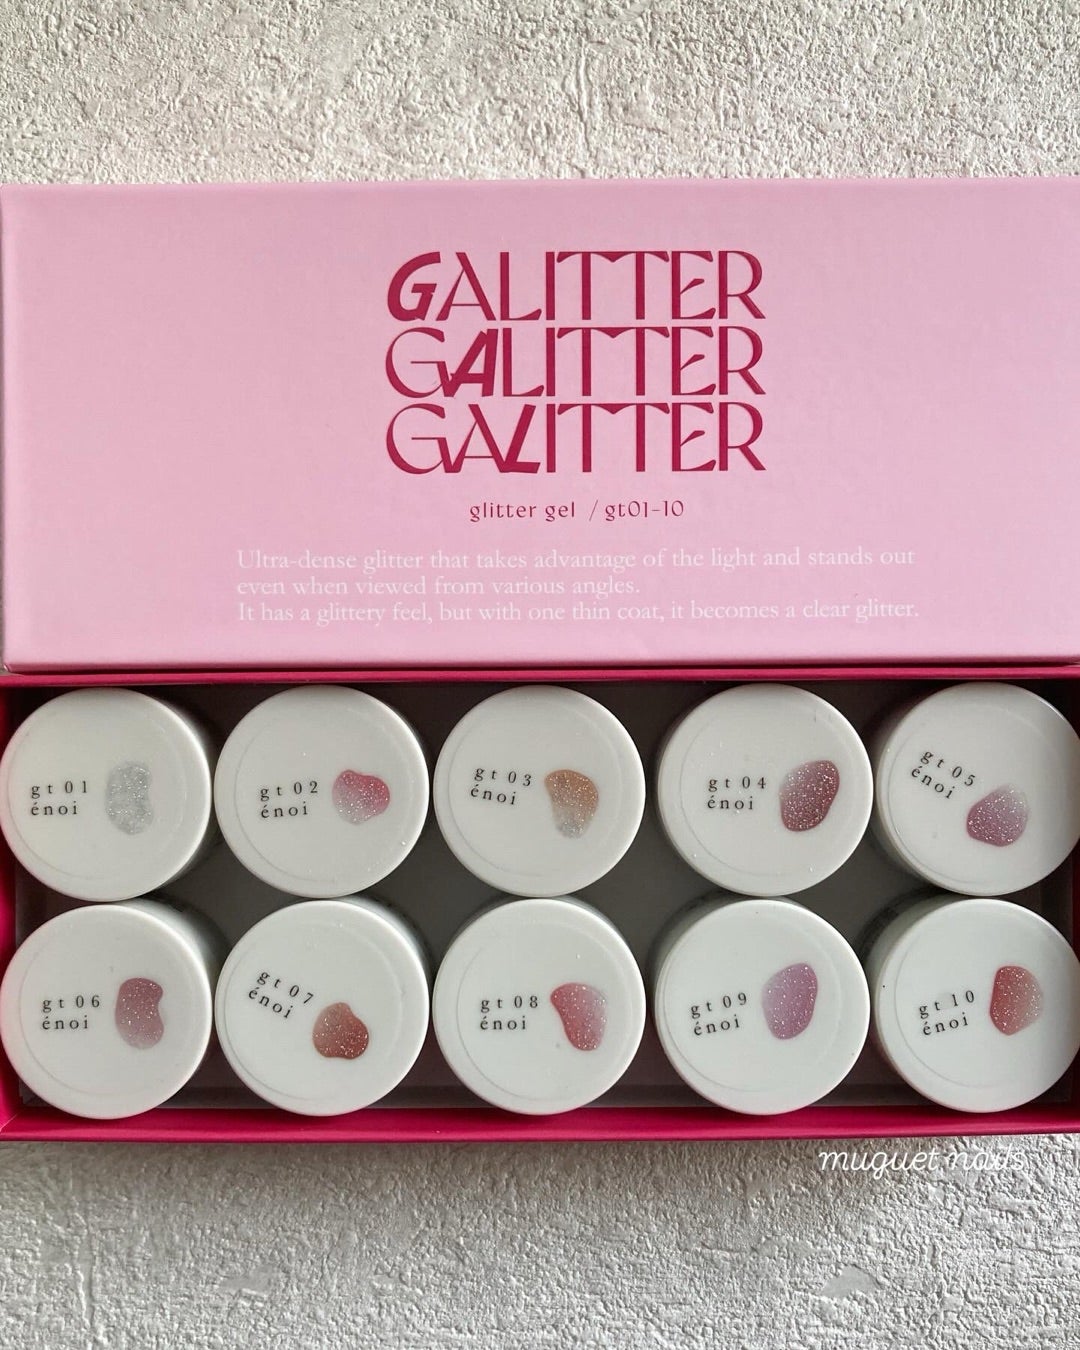 GALITTER
GALITTER
GALITTER
glitter gel / gt01-10
Ultra-dense glitter that takes advantage of the light and stands out
even when viewed from various angles.
It has a glittery feel, but with one thin coat, it becomes a clear glitter.
gt 01
énoi
gt 02
énoi
gt 03
énoi
gt 04
énoi
gt 05
énoi
gt 06
énoi
gt 07
énoi
gt 08
énoi
gt 09
énoi
gt 10
énoi
muguet nails